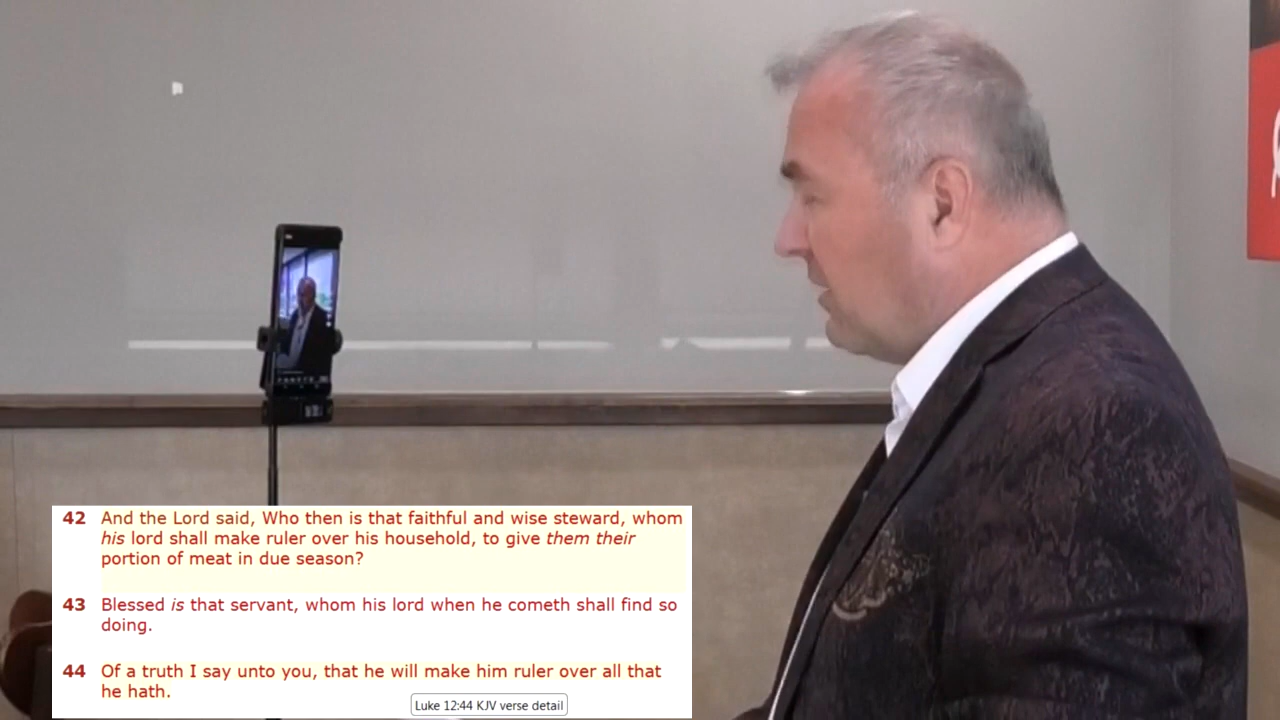 42 And the Lord said, Who then is that faithful and wise steward, whom
his lord shall make ruler over his household, to give them their
portion of meat in due season?
43 Blessed is that servant, whom his lord when he cometh shall find so
doing.
44 Of a truth I say unto you, that he will make him ruler over all that
he hath.
Luke 12:44 KJV verse detail